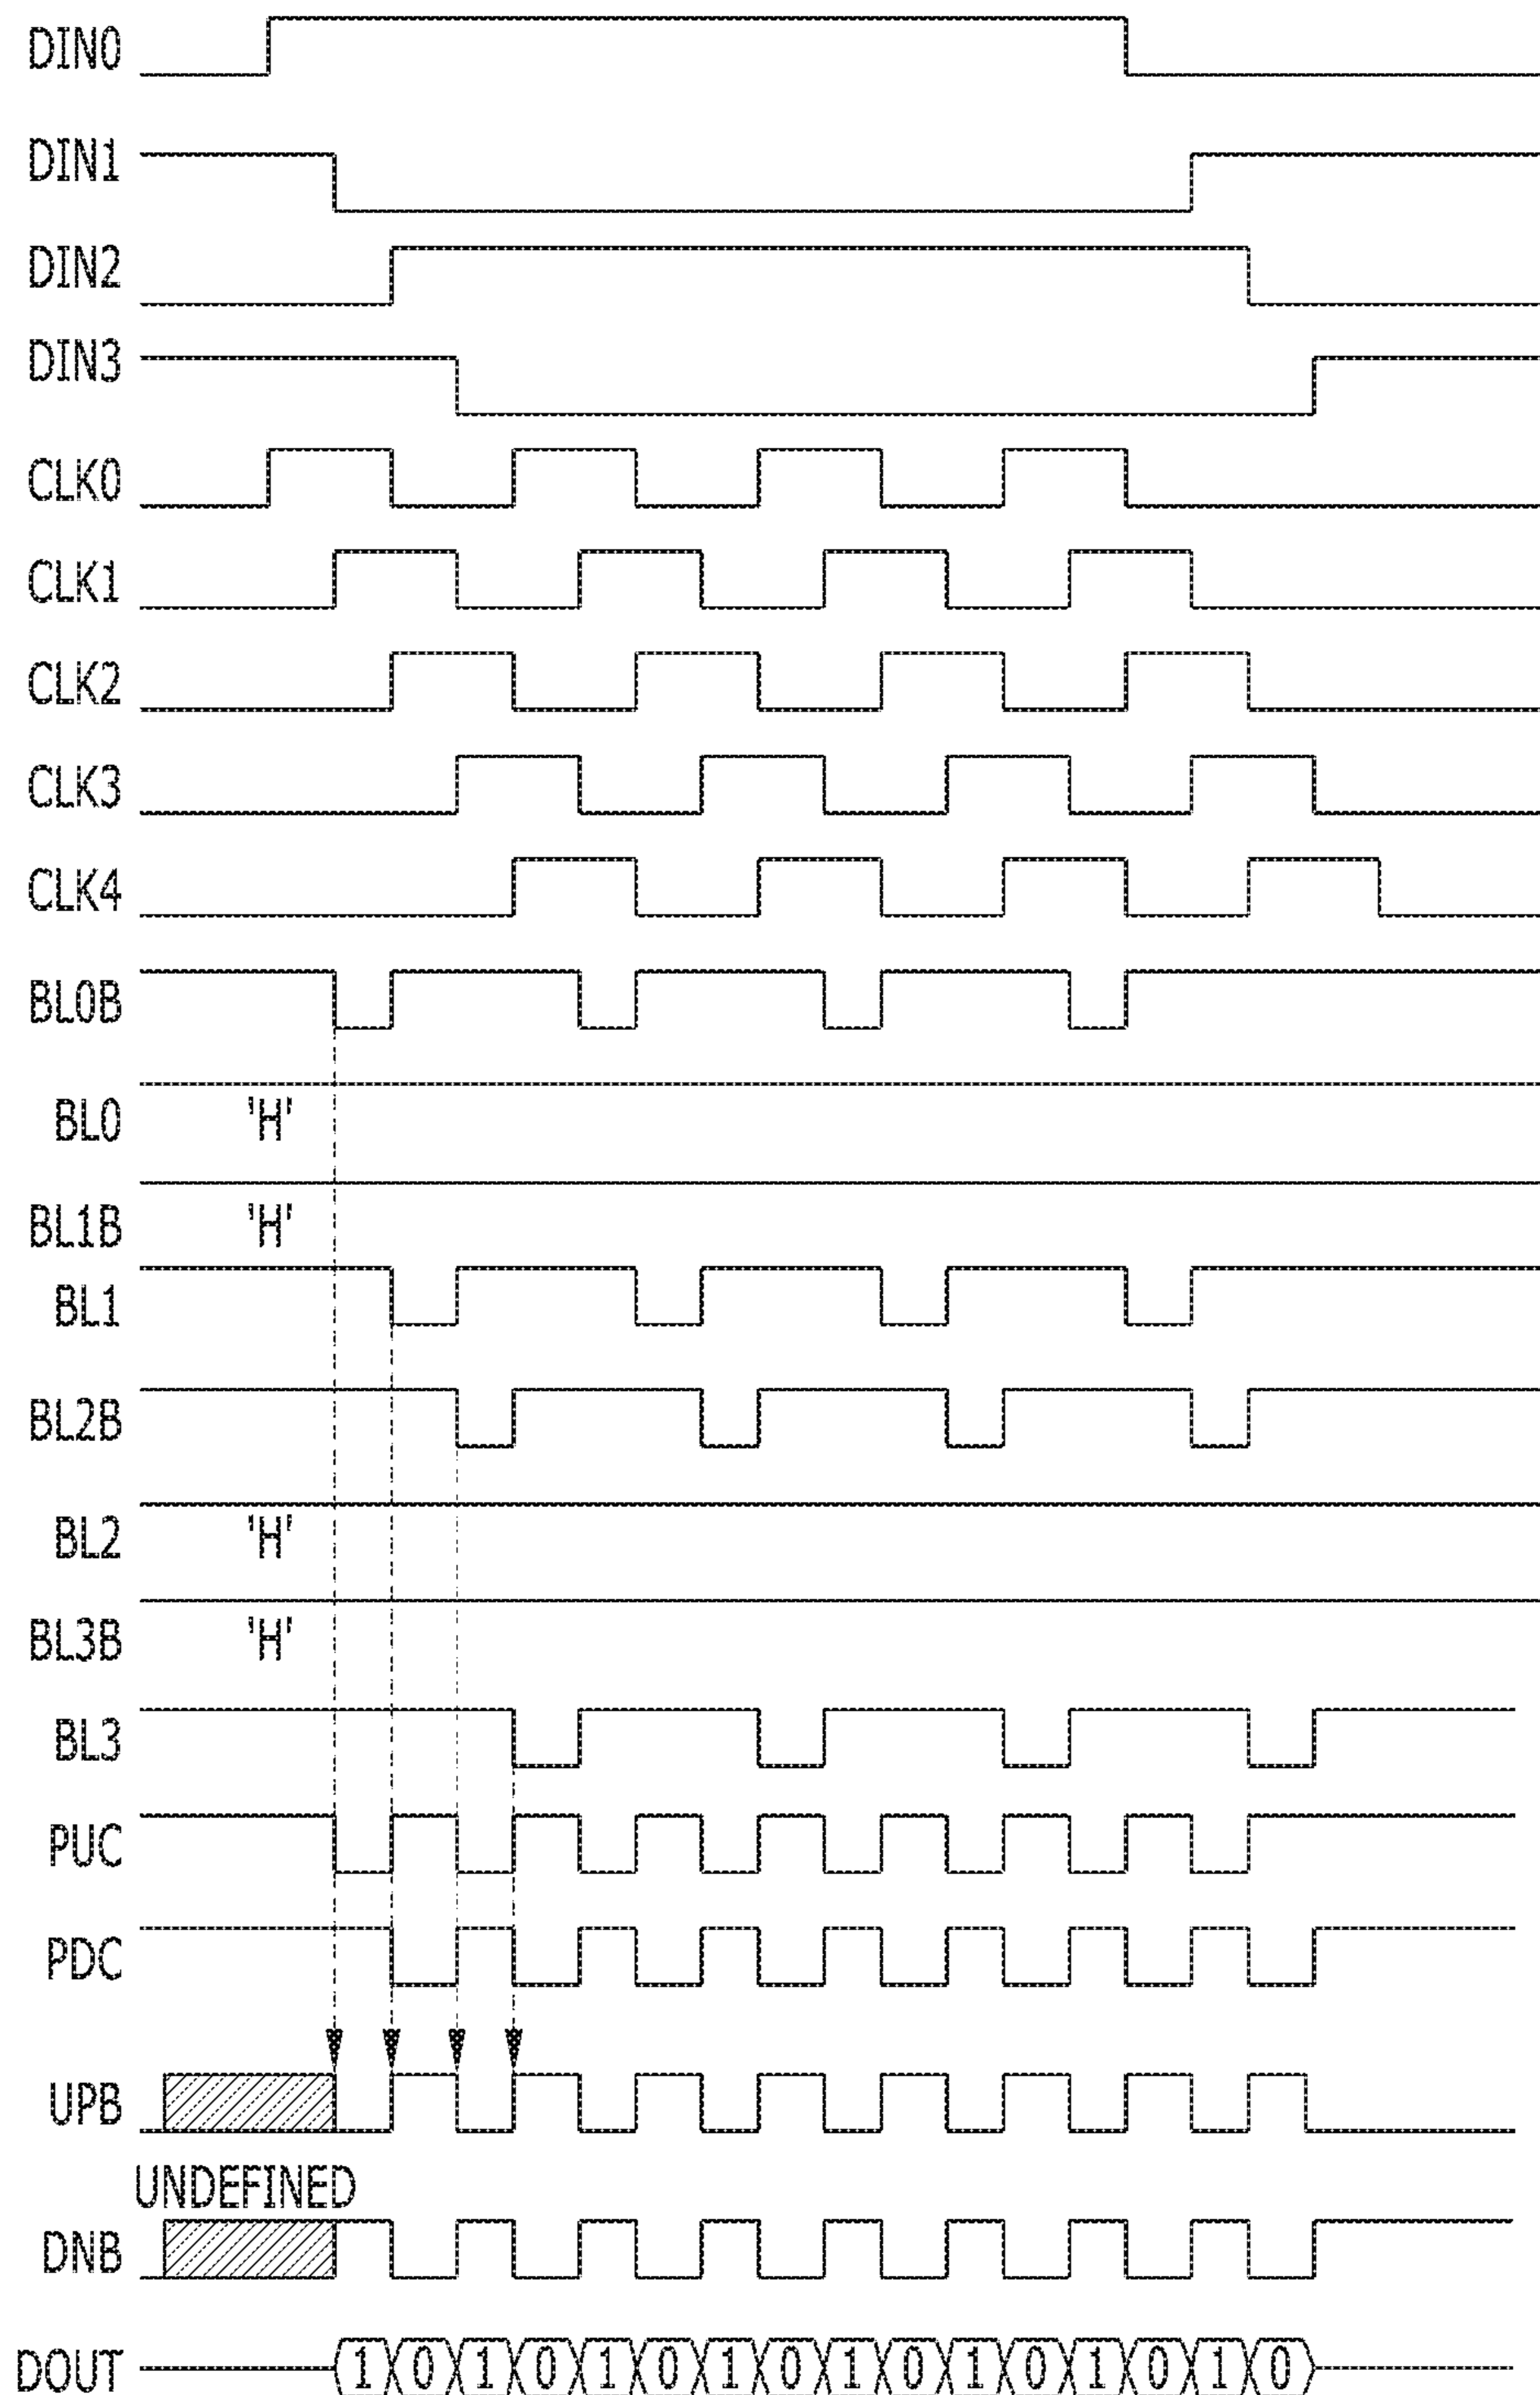 DIN0
DIN1
DIN2
DIN3
CLK0
CLK1
CLK2
CLK3
CLK4
BL0B
BL0 'H'
BL1B 'H'
BL1
BL2B
BL2 'H'
BL3B 'H'
BL3
PUC
PDC
UPB
UNDEFINED
DNB
DOUT 1 0 1 0 1 0 1 0 1 0 1 0 1 0 1 0